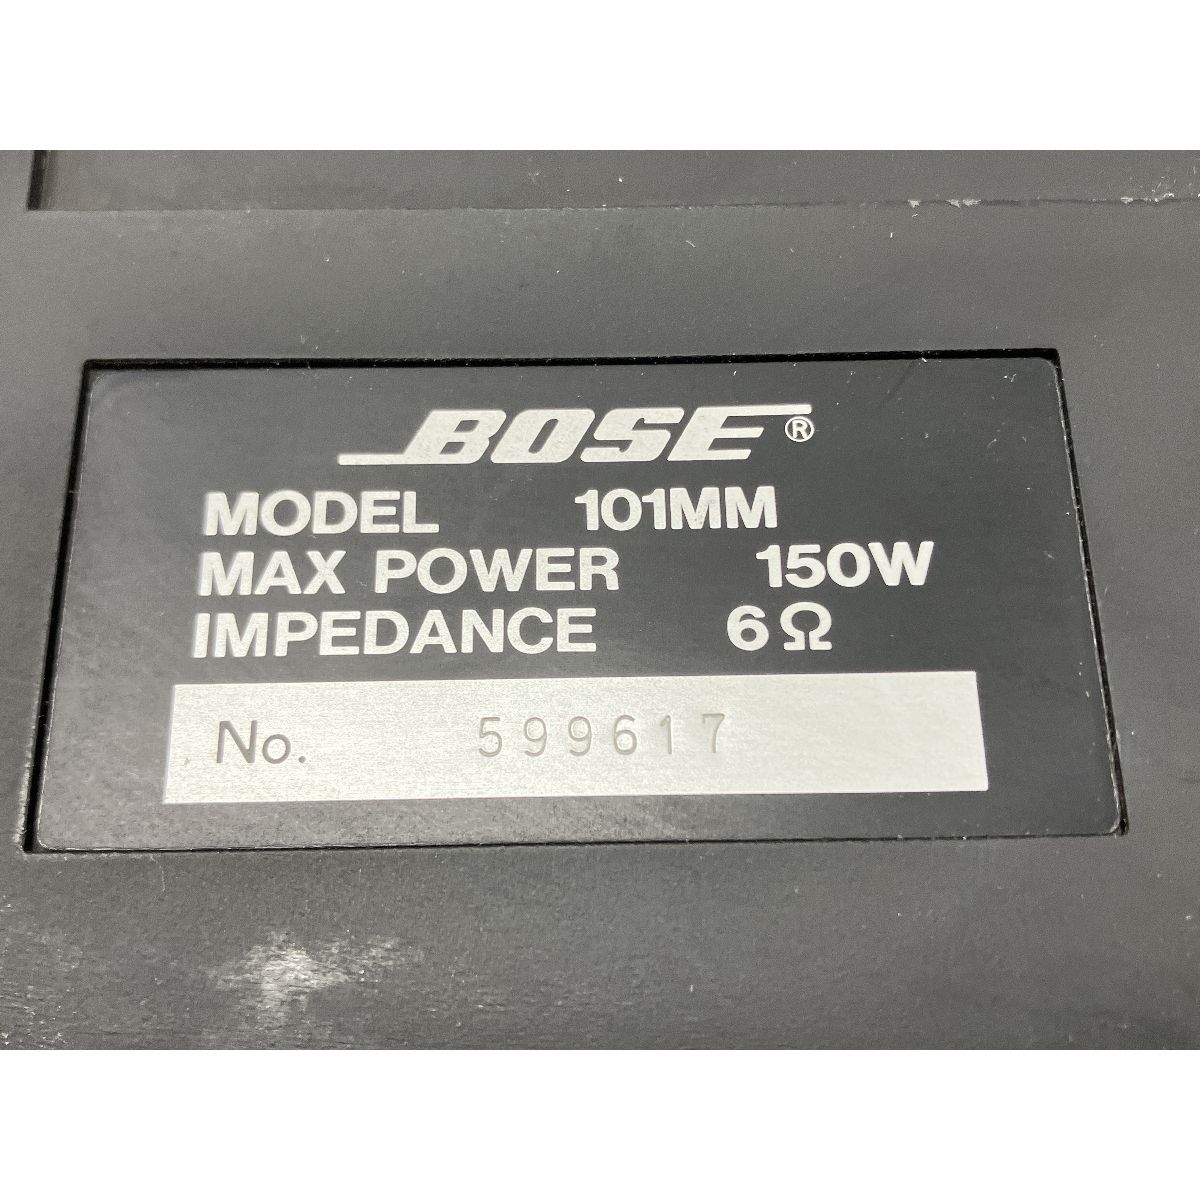 BOSE®
MODEL 101MM
MAX POWER 150W
IMPEDANCE 6Ω
No. 599617